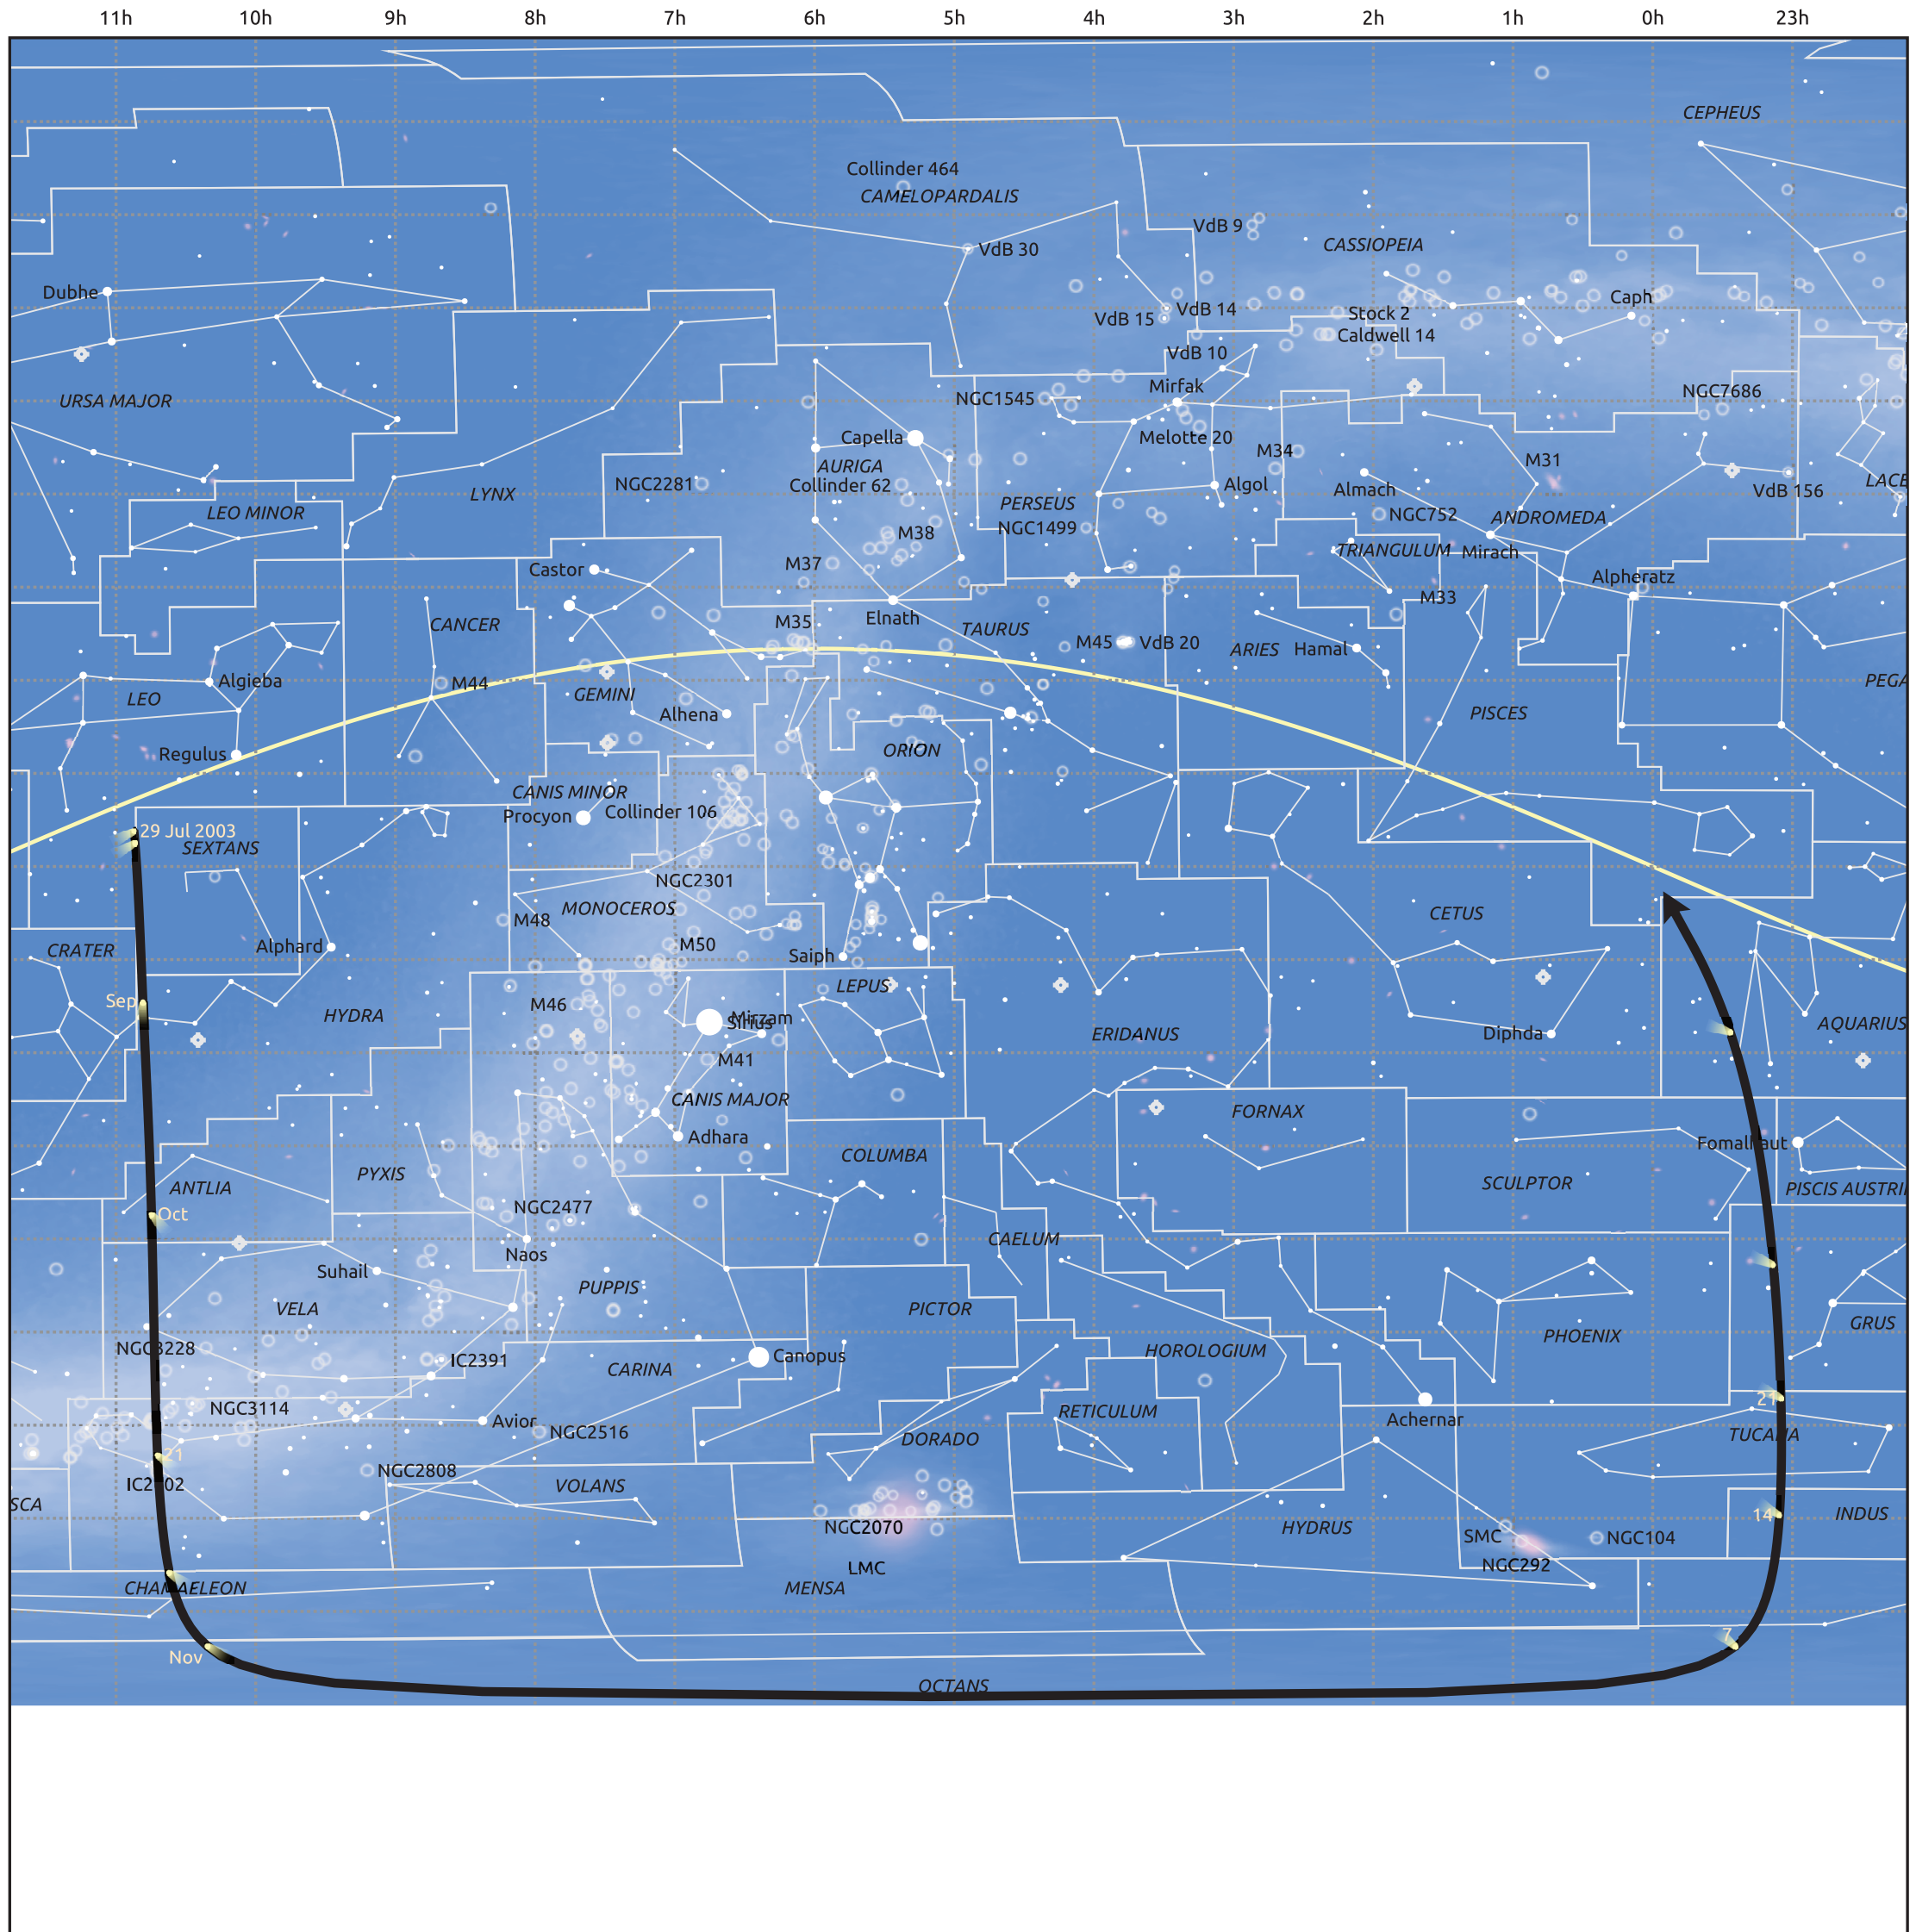 11h 10h 9h 8h 7h 6h 5h 4h 3h 2h 1h 0h 23h
CEPHEUS
Collinder 464
CAMELOPARDALIS
VdB 9
CASSIOPEIA
VdB 30
Dubhe
Caph
VdB 14
Stock 2
VdB 15
Caldwell 14
VdB 10
Mirfak
NGC7686
NGC1545
URSA MAJOR
Capella
Melotte 20
M34
M31
AURIGA
Collinder 62
NGC2281
Algol
Almach
VdB 156
LACE
LYNX
PERSEUS
LEO MINOR
NGC752
ANDROMEDA
NGC1499
M38
TRIANGULUM
Mirach
M37
Castor
Alpheratz
M33
Elnath
M35
CANCER
TAURUS
M45
VdB 20
ARIES
Hamal
Algieba
M44
PEGA
LEO
GEMINI
Alhena
PISCES
ORION
Regulus
CANIS MINOR
Collinder 106
Procyon
29 Jul 2003
SEXTANS
NGC2301
MONOCEROS
CETUS
M48
M50
Alphard
CRATER
Saiph
LEPUS
Sep
M46
HYDRA
Mirzam
Sirius
AQUARIUS
ERIDANUS
Diphda
M41
CANIS MAJOR
FORNAX
Adhara
Fomalhaut
COLUMBA
PYXIS
ANTLIA
SCULPTOR
PISCIS AUSTRI
NGC2477
Oct
CAELUM
Naos
Suhail
PUPPIS
VELA
PICTOR
GRUS
PHOENIX
NGC3228
HOROLOGIUM
Canopus
IC2391
CARINA
21
NGC3114
RETICULUM
Achernar
Avior
NGC2516
TUCANA
DORADO
21
NGC2808
IC2602
VOLANS
SCA
14
INDUS
NGC2070
HYDRUS
SMC
NGC104
NGC292
LMC
CHAMAELEON
MENSA
7
Nov
OCTANS